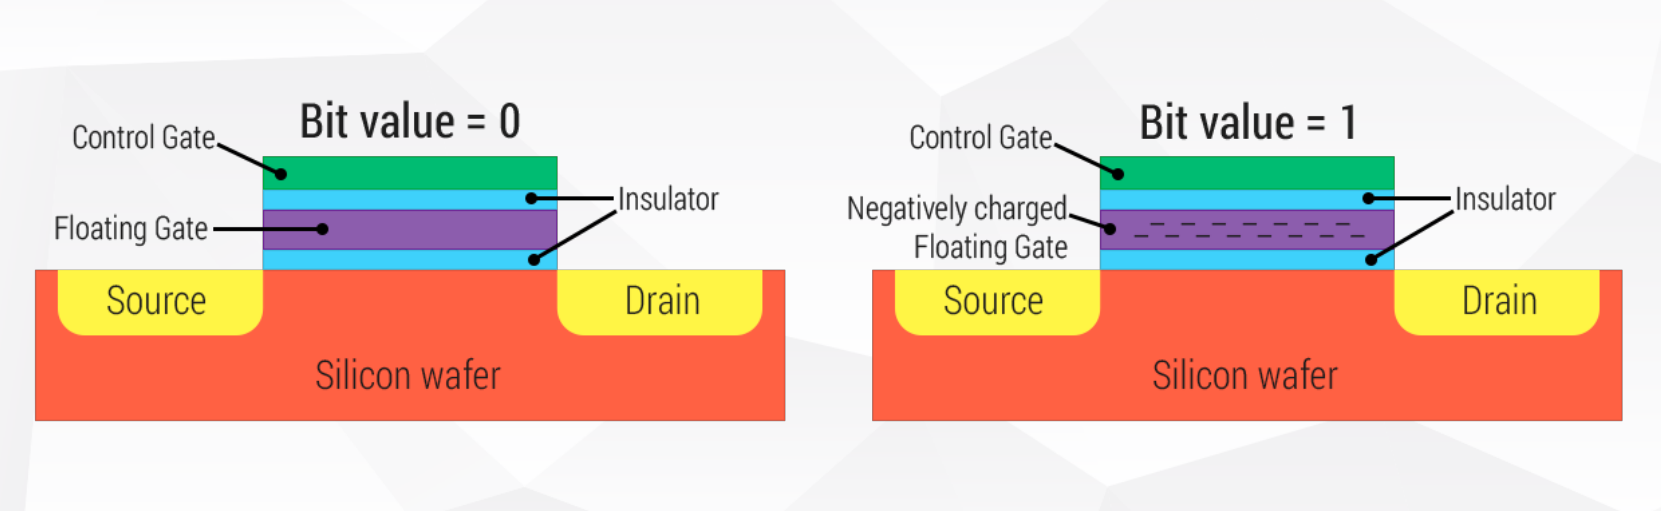 Bit value = 0
Control Gate
Insulator
Floating Gate
Source
Drain
Silicon wafer
Bit value = 1
Control Gate
Insulator
Negatively charged
Floating Gate
Source
Drain
Silicon wafer